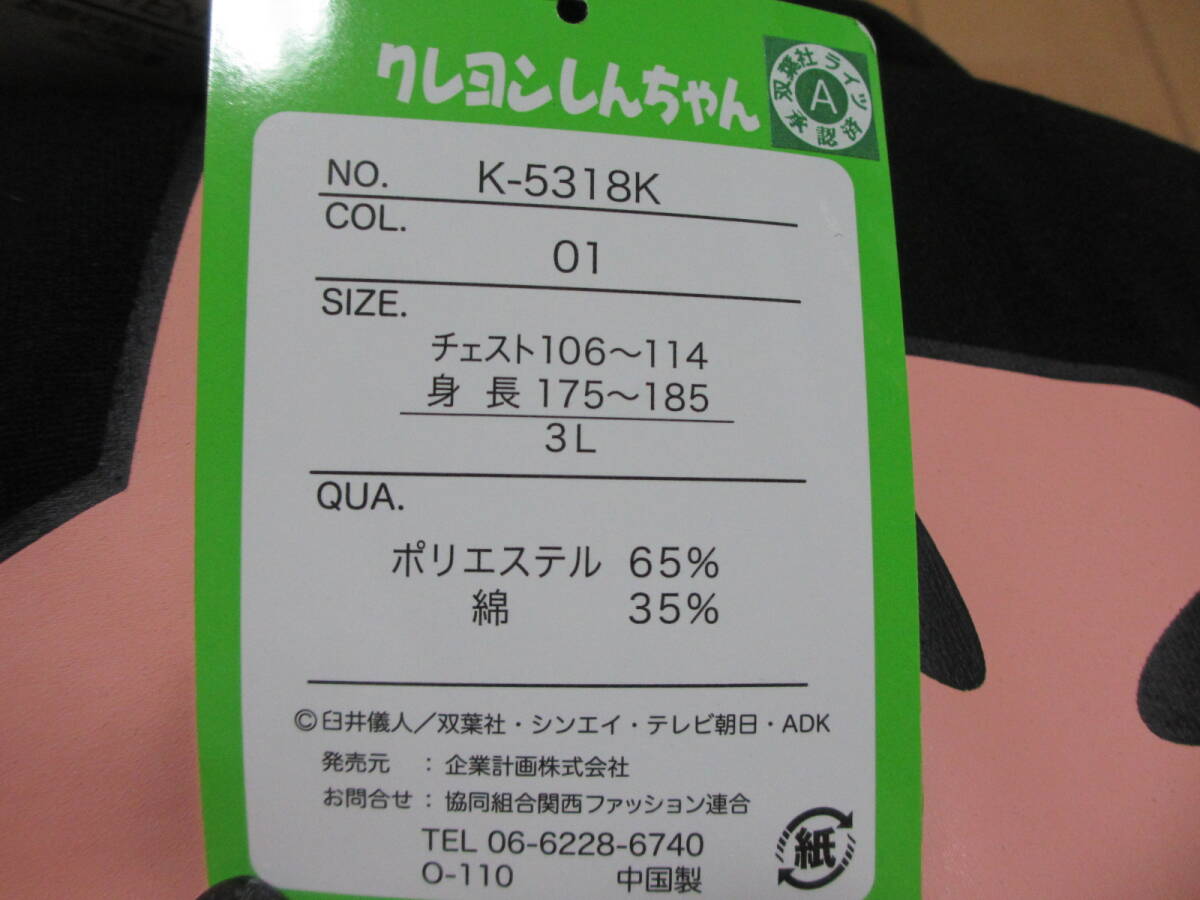 クレヨンしんちゃん
双葉社ライツ
A
承認済
NO. K-5318K
COL.
01
SIZE.
チェスト106〜114
身 長 175〜185
3L
QUA.
ポリエステル 65%
綿 35%
©臼井儀人／双葉社・シンエイ・テレビ朝日・ADK
発売元 : 企業計画株式会社
お問合せ : 協同組合関西ファッション連合
TEL 06-6228-6740
O-110 中国製
紙